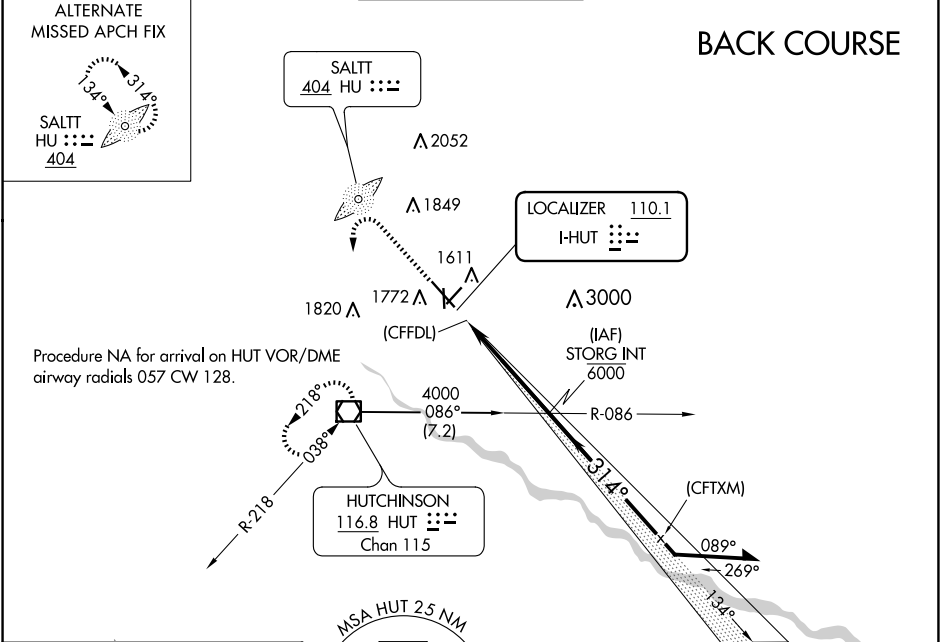 ALTERNATE
MISSED APCH FIX
134°
314°
SALTT
HU
404
SALTT
404 HU
BACK COURSE
2052
1849
LOCALIZER 110.1
I-HUT
1611
1772
1820
3000
(CFFDL)
(IAF)
STORG INT
6000
Procedure NA for arrival on HUT VOR/DME
airway radials 057 CW 128.
218°
038°
4000
086°
(7.2)
R-086
314°
(CFTXM)
R-218
HUTCHINSON
116.8 HUT
Chan 115
089°
269°
134°
MSA HUT 25 NM